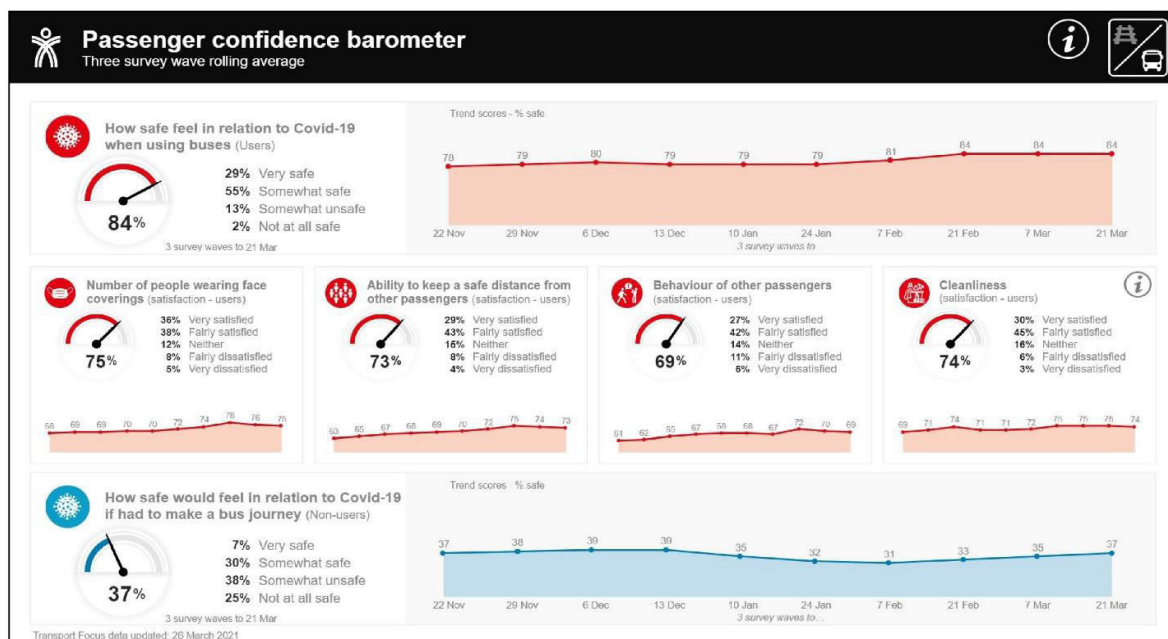 Passenger confidence barometer
Three survey wave rolling average
i
How safe feel in relation to Covid-19
when using buses (Users)
29% Very safe
55% Somewhat safe
13% Somewhat unsafe
2% Not at all safe
84%
3 survey waves to 21 Mar
Trend scores - % safe
78 79 80 79 79 79 81 84 84 84
22 Nov 29 Nov 6 Dec 13 Dec 10 Jan 24 Jan 7 Feb 21 Feb 7 Mar 21 Mar
3 survey waves to...
Number of people wearing face
coverings (satisfaction - users)
36% Very satisfied
38% Fairly satisfied
12% Neither
8% Fairly dissatisfied
5% Very dissatisfied
75%
68 69 69 70 70 72 74 78 76 75
Ability to keep a safe distance from
other passengers (satisfaction - users)
29% Very satisfied
43% Fairly satisfied
15% Neither
8% Fairly dissatisfied
4% Very dissatisfied
73%
63 65 67 68 69 70 72 75 74 73
Behaviour of other passengers
(satisfaction - users)
27% Very satisfied
42% Fairly satisfied
14% Neither
11% Fairly dissatisfied
6% Very dissatisfied
69%
61 62 65 67 68 68 67 72 70 69
Cleanliness
(satisfaction - users)
i
30% Very satisfied
45% Fairly satisfied
16% Neither
6% Fairly dissatisfied
3% Very dissatisfied
74%
69 71 74 71 71 72 75 75 75 74
How safe would feel in relation to Covid-19
if had to make a bus journey (Non-users)
7% Very safe
30% Somewhat safe
38% Somewhat unsafe
25% Not at all safe
37%
3 survey waves to 21 Mar
Trend scores % safe
37 38 39 39 35 32 31 33 35 37
22 Nov 29 Nov 6 Dec 13 Dec 10 Jan 24 Jan 7 Feb 21 Feb 7 Mar 21 Mar
3 survey waves to...
Transport Focus data updated: 26 March 2021